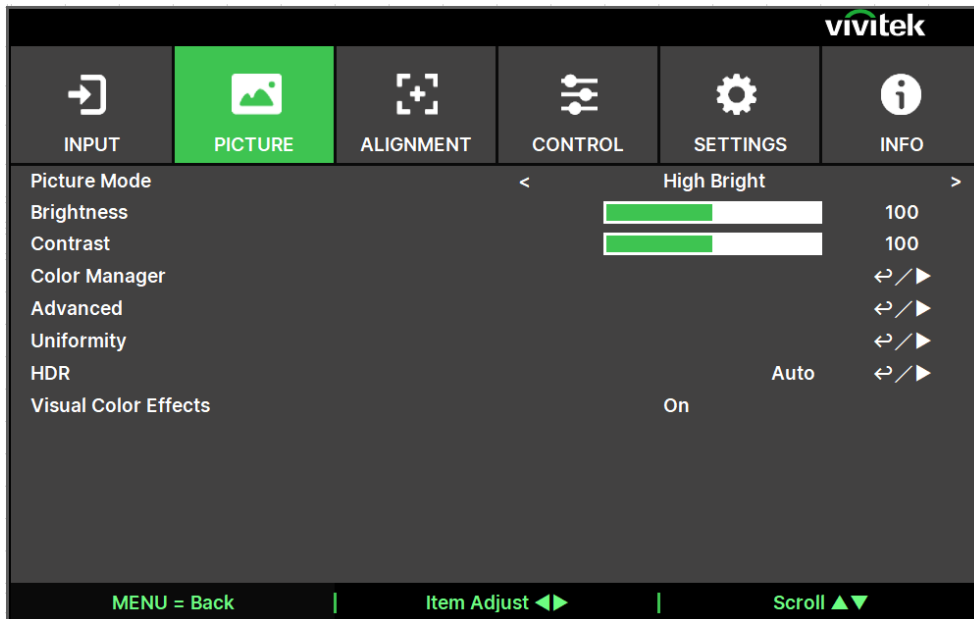 vivitek
INPUT PICTURE ALIGNMENT CONTROL SETTINGS INFO
Picture Mode < High Bright >
Brightness 100
Contrast 100
Color Manager ↩/▶
Advanced ↩/▶
Uniformity ↩/▶
HDR Auto ↩/▶
Visual Color Effects On
MENU = Back | Item Adjust ◀▶ | Scroll ▲▼